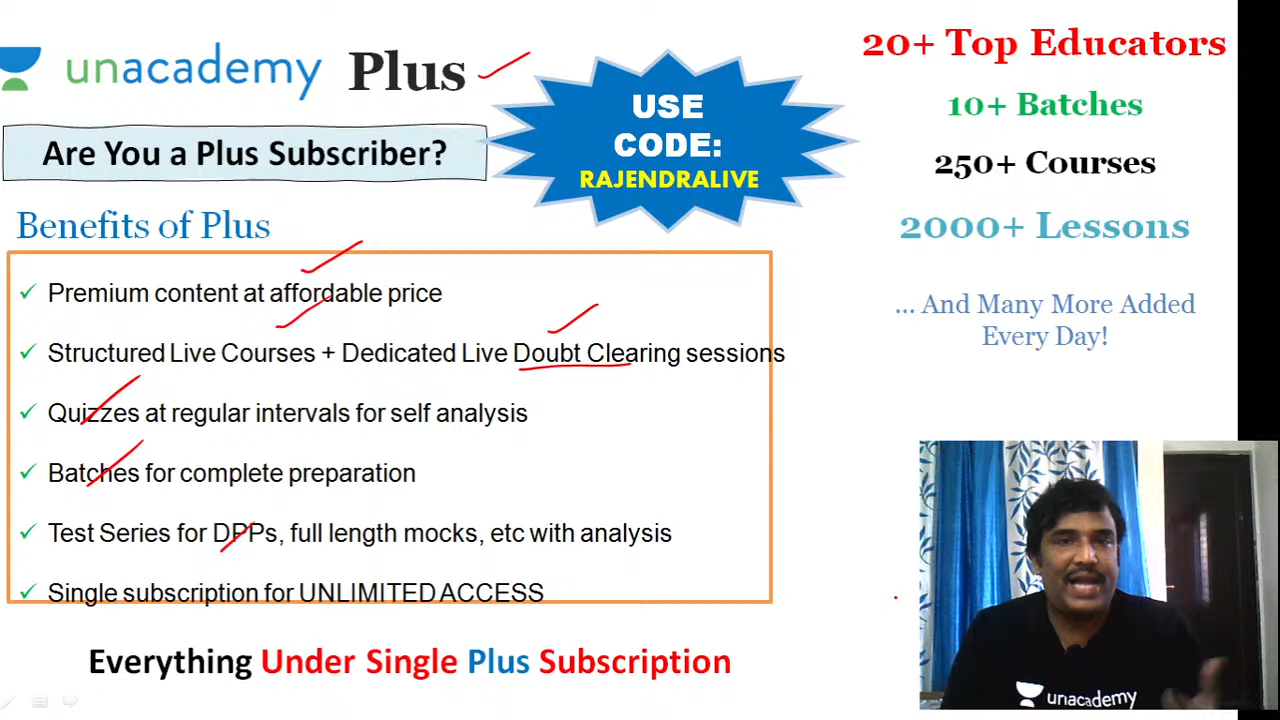 unacademy Plus
Are You a Plus Subscriber?
USE
CODE:
RAJENDRALIVE
20+ Top Educators
10+ Batches
250+ Courses
2000+ Lessons
... And Many More Added
Every Day!
Benefits of Plus
Premium content at affordable price
Structured Live Courses + Dedicated Live Doubt Clearing sessions
Quizzes at regular intervals for self analysis
Batches for complete preparation
Test Series for DPPs, full length mocks, etc with analysis
Single subscription for UNLIMITED ACCESS
Everything Under Single Plus Subscription
unacademy